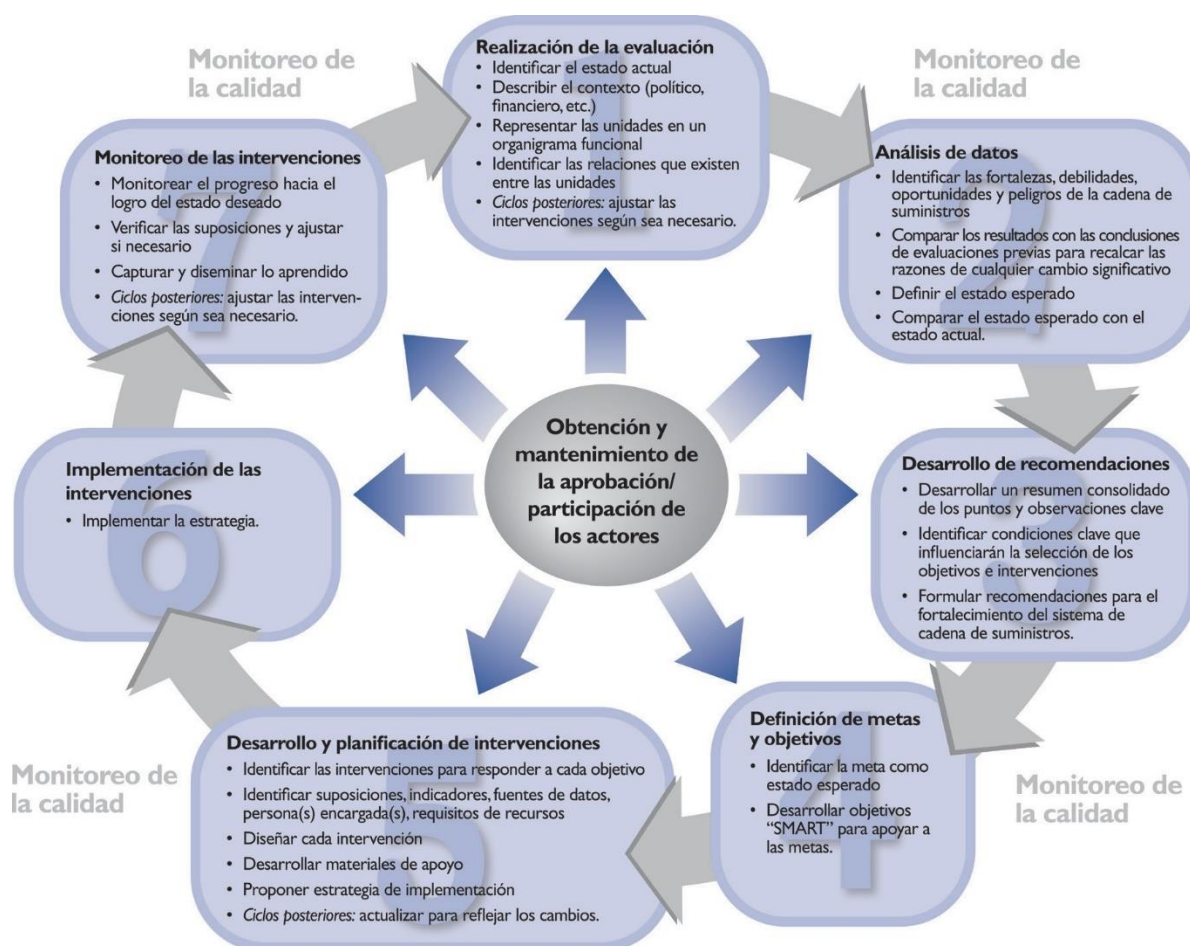 Monitoreo de
la calidad
1
Realización de la evaluación
• Identificar el estado actual
• Describir el contexto (político,
financiero, etc.)
• Representar las unidades en un
organigrama funcional
• Identificar las relaciones que existen
entre las unidades
• Ciclos posteriores: ajustar las
intervenciones según sea necesario.
Monitoreo de
la calidad
2
Análisis de datos
• Identificar las fortalezas, debilidades,
oportunidades y peligros de la cadena de
suministros
• Comparar los resultados con las conclusiones
de evaluaciones previas para recalcar las
razones de cualquier cambio significativo
• Definir el estado esperado
• Comparar el estado esperado con el
estado actual.
3
Desarrollo de recomendaciones
• Desarrollar un resumen consolidado
de los puntos y observaciones clave
• Identificar condiciones clave que
influenciarán la selección de los
objetivos e intervenciones
• Formular recomendaciones para el
fortalecimiento del sistema de
cadena de suministros.
Monitoreo de
la calidad
4
Definición de metas
y objetivos
• Identificar la meta como
estado esperado
• Desarrollar objetivos
“SMART” para apoyar a
las metas.
5
Desarrollo y planificación de intervenciones
• Identificar las intervenciones para responder a cada objetivo
• Identificar suposiciones, indicadores, fuentes de datos,
persona(s) encargada(s), requisitos de recursos
• Diseñar cada intervención
• Desarrollar materiales de apoyo
• Proponer estrategia de implementación
• Ciclos posteriores: actualizar para reflejar los cambios.
Monitoreo de
la calidad
6
Implementación de las
intervenciones
• Implementar la estrategia.
7
Monitoreo de las intervenciones
• Monitorear el progreso hacia el
logro del estado deseado
• Verificar las suposiciones y ajustar
si necesario
• Capturar y diseminar lo aprendido
• Ciclos posteriores: ajustar las interven-
ciones según sea necesario.
Obtención y
mantenimiento de
la aprobación/
participación de
los actores